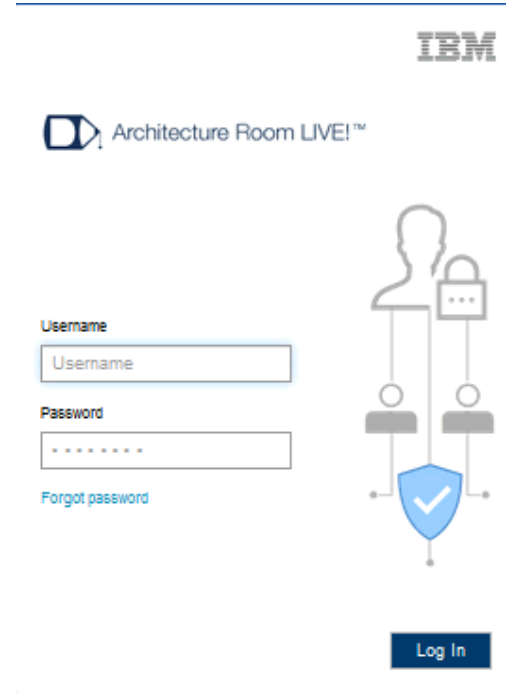 IBM
Architecture Room LIVE!™
Username
Username
Password
Forgot password
Log In